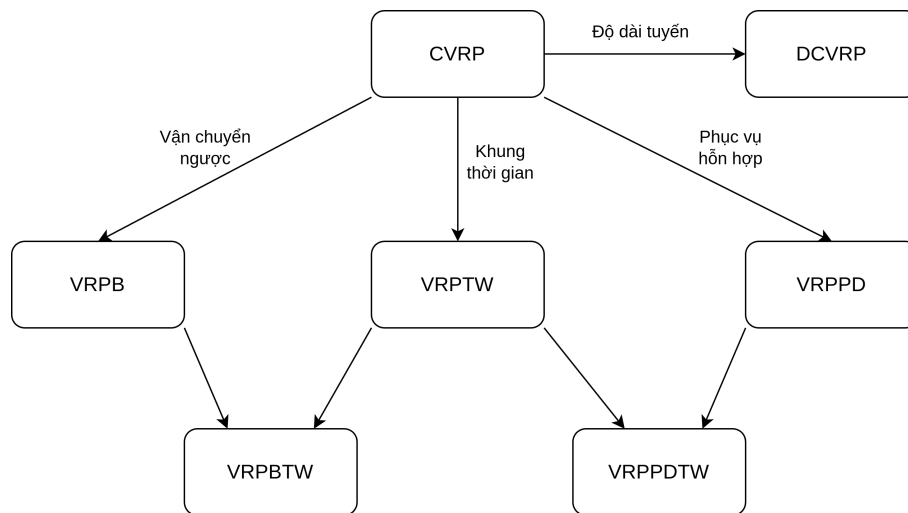 CVRP
Độ dài tuyến
DCVRP
Vận chuyển
ngược
Khung
thời gian
Phục vụ
hỗn hợp
VRPB
VRPTW
VRPPD
VRPBTW
VRPPDTW